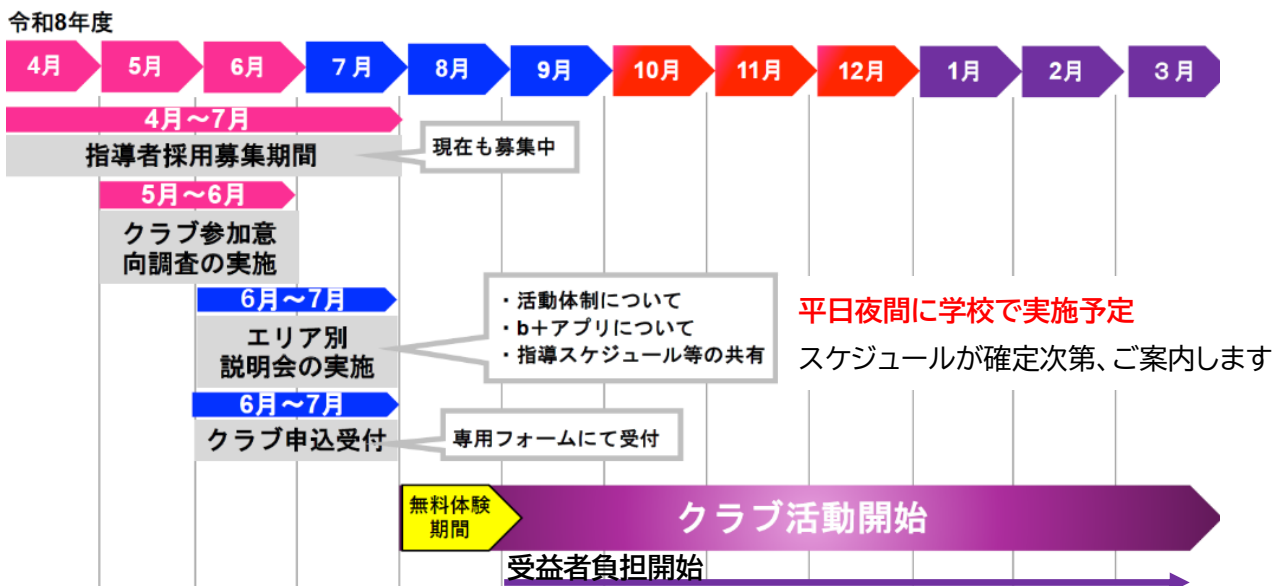 令和8年度
4月
5月
6月
7月
8月
9月
10月
11月
12月
1月
2月
3月
4月～7月
指導者採用募集期間
現在も募集中
5月～6月
クラブ参加意
向調査の実施
6月～7月
エリア別
説明会の実施
・活動体制について
・b＋アプリについて
・指導スケジュール等の共有
平日夜間に学校で実施予定
スケジュールが確定次第、ご案内します
6月～7月
クラブ申込受付
専用フォームにて受付
無料体験
期間
クラブ活動開始
受益者負担開始